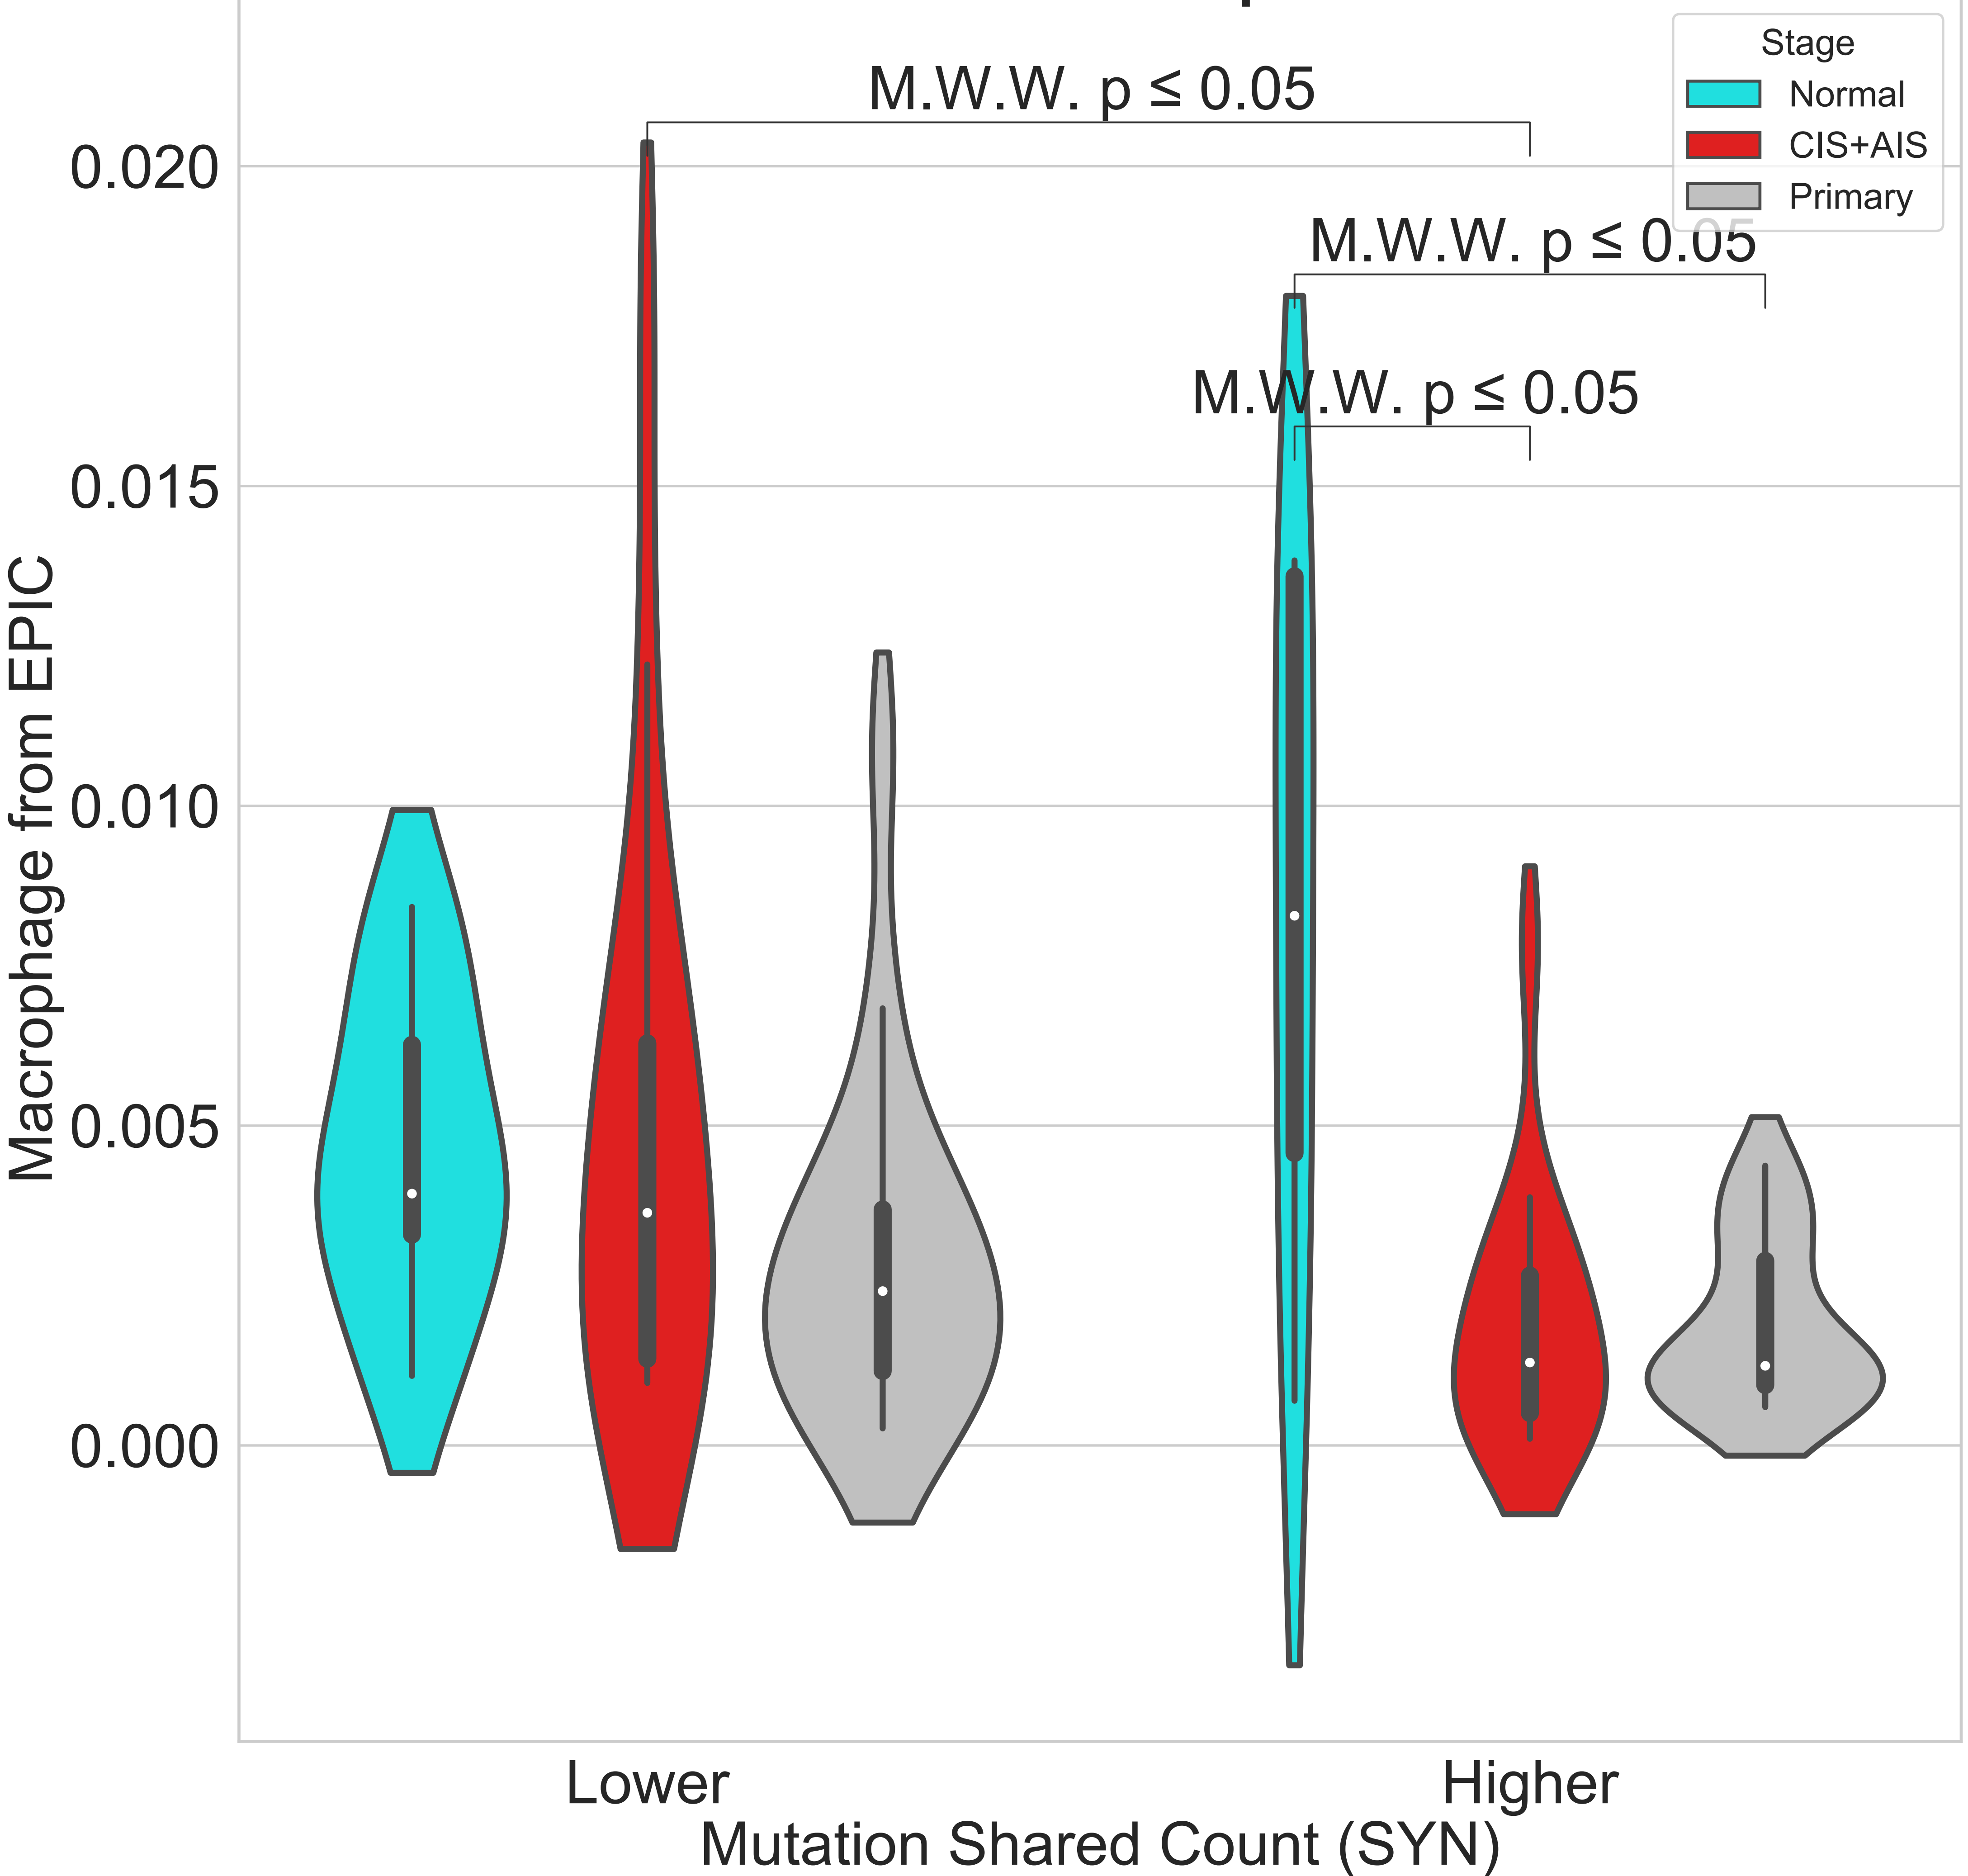 M.W.W. p ≤ 0.05
Stage
Normal
CIS+AIS
Primary
M.W.W. p ≤ 0.05
M.W.W. p ≤ 0.05
0.020
0.015
0.010
0.005
0.000
Macrophage from EPIC
Lower
Higher
Mutation Shared Count (SYN)